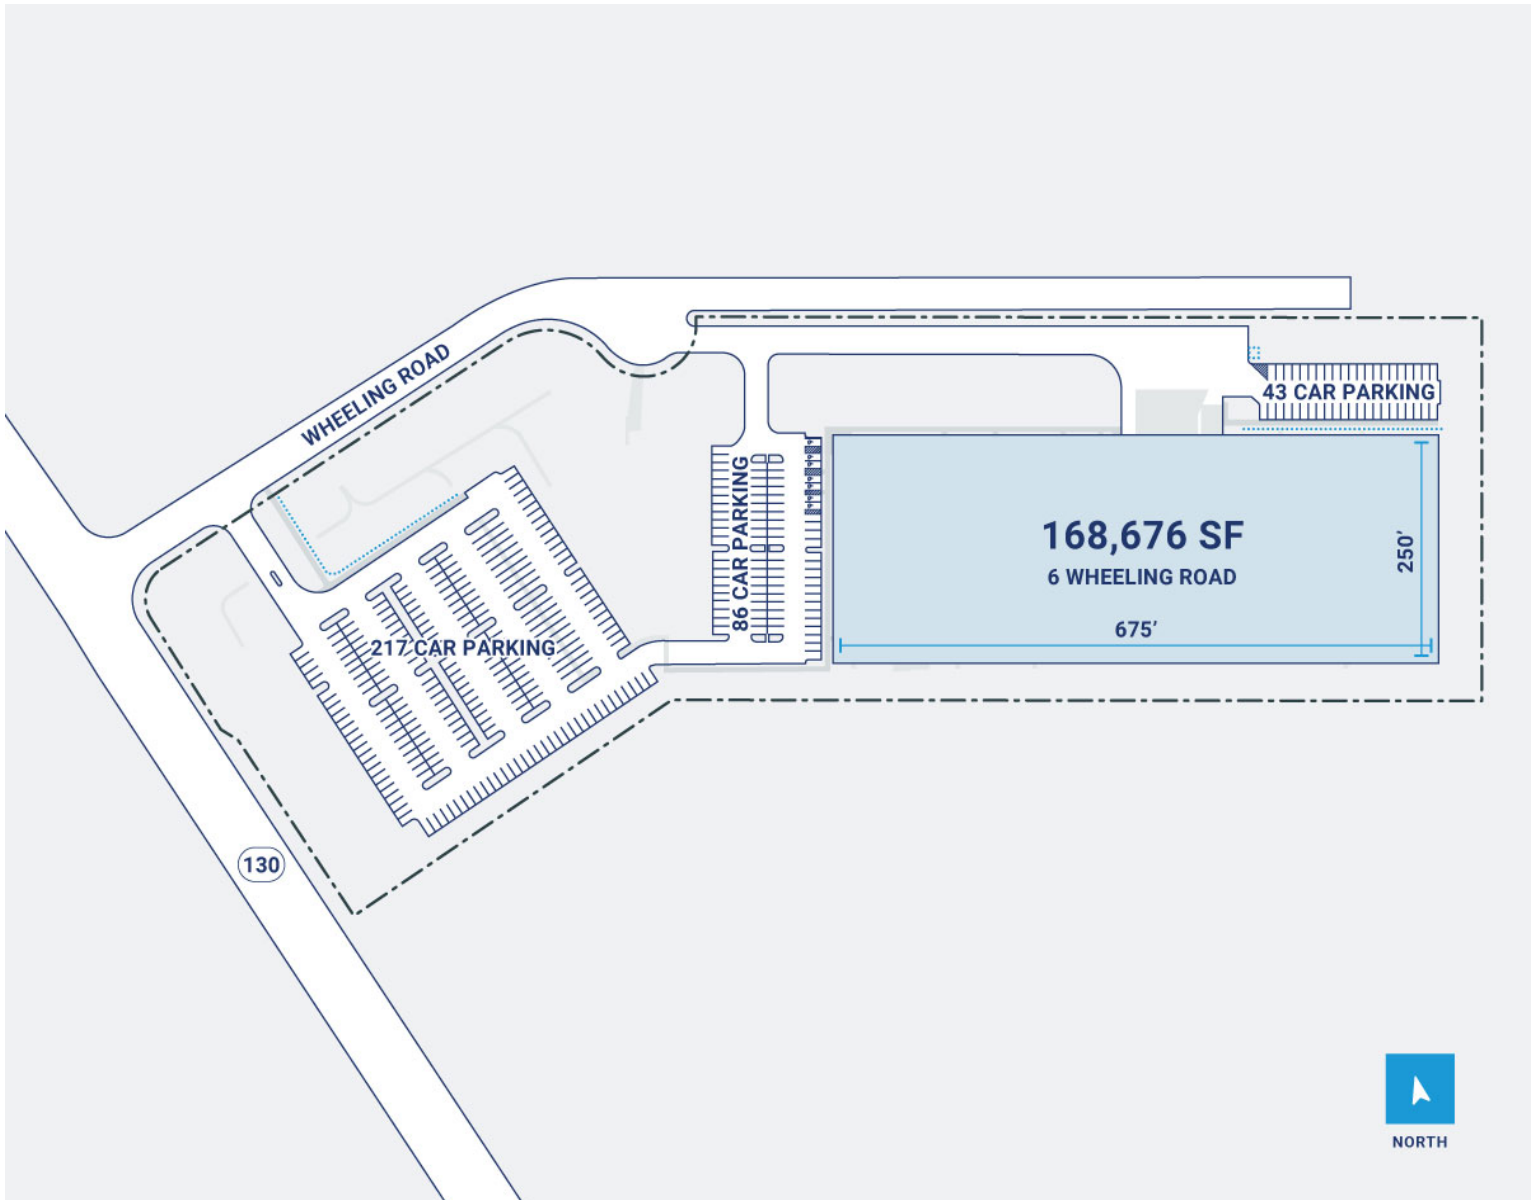 WHEELING ROAD
43 CAR PARKING
86 CAR PARKING
168,676 SF
6 WHEELING ROAD
250’
675’
217 CAR PARKING
130
NORTH